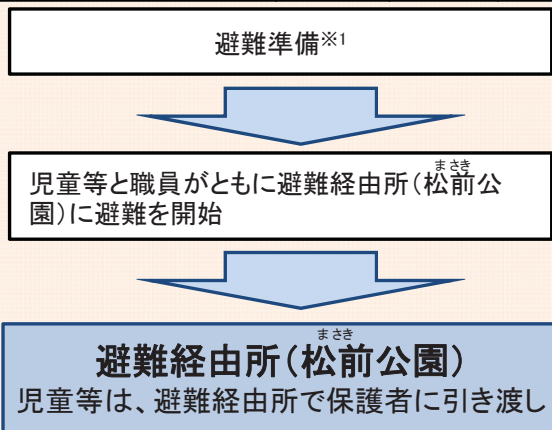 避難準備※1
まさき
児童等と職員がともに避難経由所(松前公
園)に避難を開始
まさき
避難経由所(松前公園)
児童等は、避難経由所で保護者に引き渡し